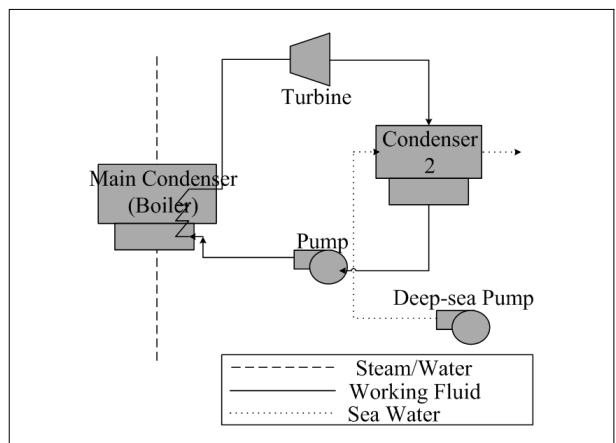 Turbine
Condenser
2
Main Condenser
(Boiler)
Pump
Deep-sea Pump
Steam/Water
Working Fluid
Sea Water